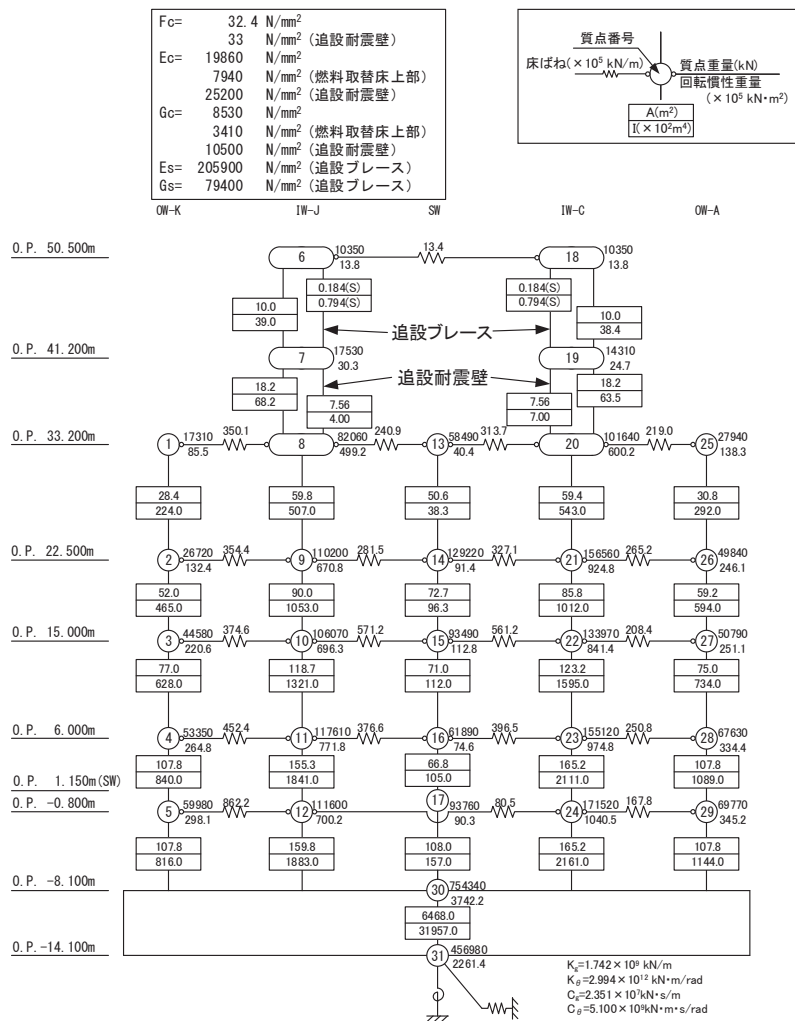 Fc= 32.4 N/mm²
33 N/mm²(追設耐震壁)
Ec= 19860 N/mm²
7940 N/mm²(燃料取替床上部)
25200 N/mm²(追設耐震壁)
Gc= 8530 N/mm²
3410 N/mm²(燃料取替床上部)
10500 N/mm²(追設耐震壁)
Es= 205900 N/mm²(追設ブレース)
Gs= 79400 N/mm²(追設ブレース)
質点番号
床ばね(×10⁵ kN/m) 質点重量(kN)
回転慣性重量
(×10⁵ kN・m²)
A(m²)
I(×10²m⁴)
OW-K IW-J SW IW-C OW-A
O.P. 50.500m 6 10350 13.4 18 10350
13.8 13.8
0.184(S) 0.184(S)
0.794(S) 0.794(S)
10.0 10.0
39.0 38.4
追設ブレース
O.P. 41.200m 7 17530 19 14310
30.3 24.7
追設耐震壁
18.2 18.2
68.2 63.5
7.56 7.56
4.00 7.00
O.P. 33.200m 1 17310 350.1 8 82060 240.9 13 58490 313.7 20 101640 219.0 25 27940
85.5 499.2 40.4 600.2 138.3
28.4 59.8 50.6 59.4 30.8
224.0 507.0 38.3 543.0 292.0
O.P. 22.500m 2 26720 354.4 9 110200 281.5 14 129220 327.1 21 156560 265.2 26 49840
132.4 670.8 91.4 924.8 246.1
52.0 90.0 72.7 85.8 59.2
465.0 1053.0 96.3 1012.0 594.0
O.P. 15.000m 3 44580 374.6 10 106070 571.2 15 93490 561.2 22 133970 208.4 27 50790
220.6 696.3 112.8 841.4 251.1
77.0 118.7 71.0 123.2 75.0
628.0 1321.0 112.0 1595.0 734.0
O.P. 6.000m 4 53350 452.4 11 117610 376.6 16 61890 396.5 23 155120 250.8 28 67630
264.8 771.8 74.6 974.8 334.4
107.8 155.3 66.8 165.2 107.8
840.0 1841.0 105.0 2111.0 1089.0
O.P. 1.150m(SW) 17
O.P. -0.800m 5 59980 862.2 12 111600 93760 80.5 24 171520 167.8 29 69770
298.1 700.2 90.3 1040.5 345.2
107.8 159.8 108.0 165.2 107.8
816.0 1883.0 157.0 2161.0 1144.0
O.P. -8.100m 30 754340
3742.2
6468.0
31957.0
O.P.-14.100m 31 456980
2261.4
Kg=1.742×10⁹ kN/m
Kθ=2.994×10¹² kN・m/rad
Cg=2.351×10⁷kN・s/m
Cθ=5.100×10⁹kN・m・s/rad